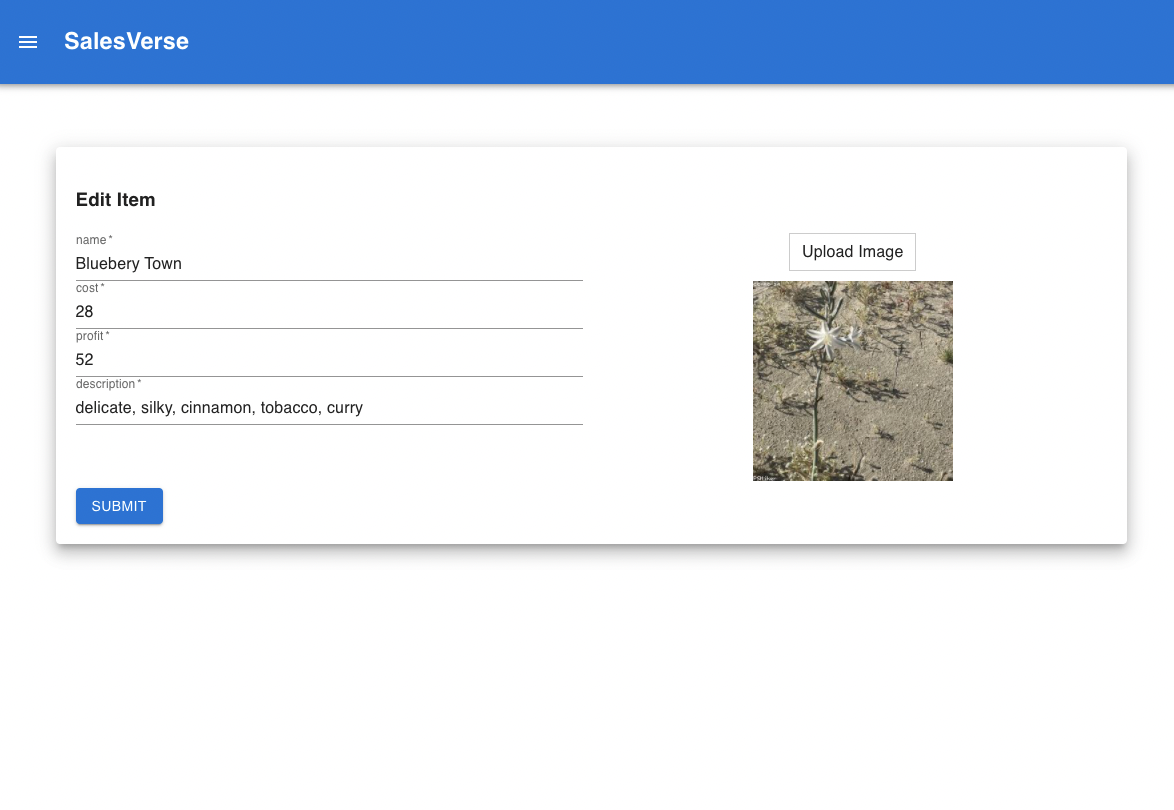 SalesVerse
Edit Item
name *
Bluebery Town
cost *
28
profit *
52
description *
delicate, silky, cinnamon, tobacco, curry
SUBMIT
Upload Image